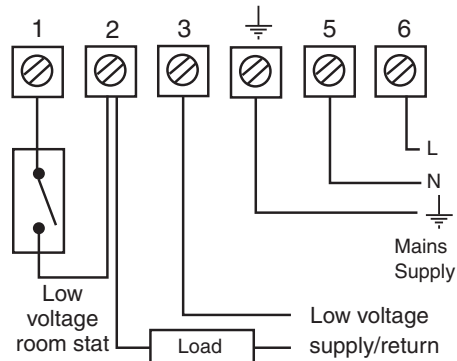 1 2 3 5 6
L
N
Mains
Supply
Low
voltage
room stat
Load
Low voltage
supply/return